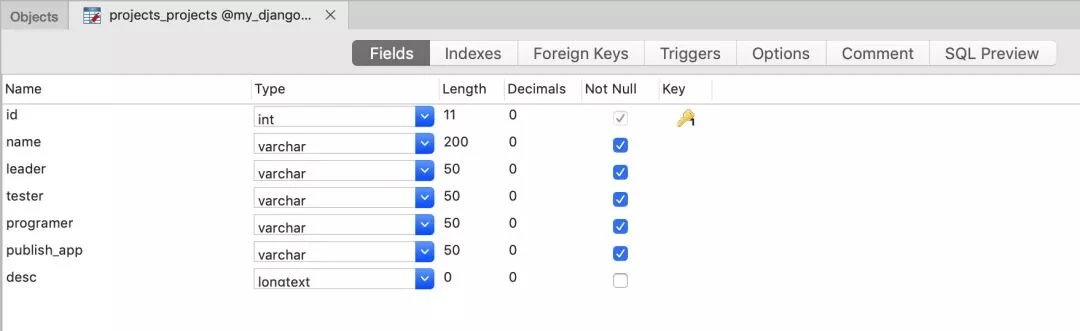 Objects projects_projects @my_django...
Fields Indexes Foreign Keys Triggers Options Comment SQL Preview
Name Type Length Decimals Not Null Key
id int 11 0 1
name varchar 200 0
leader varchar 50 0
tester varchar 50 0
programer varchar 50 0
publish_app varchar 50 0
desc longtext 0 0